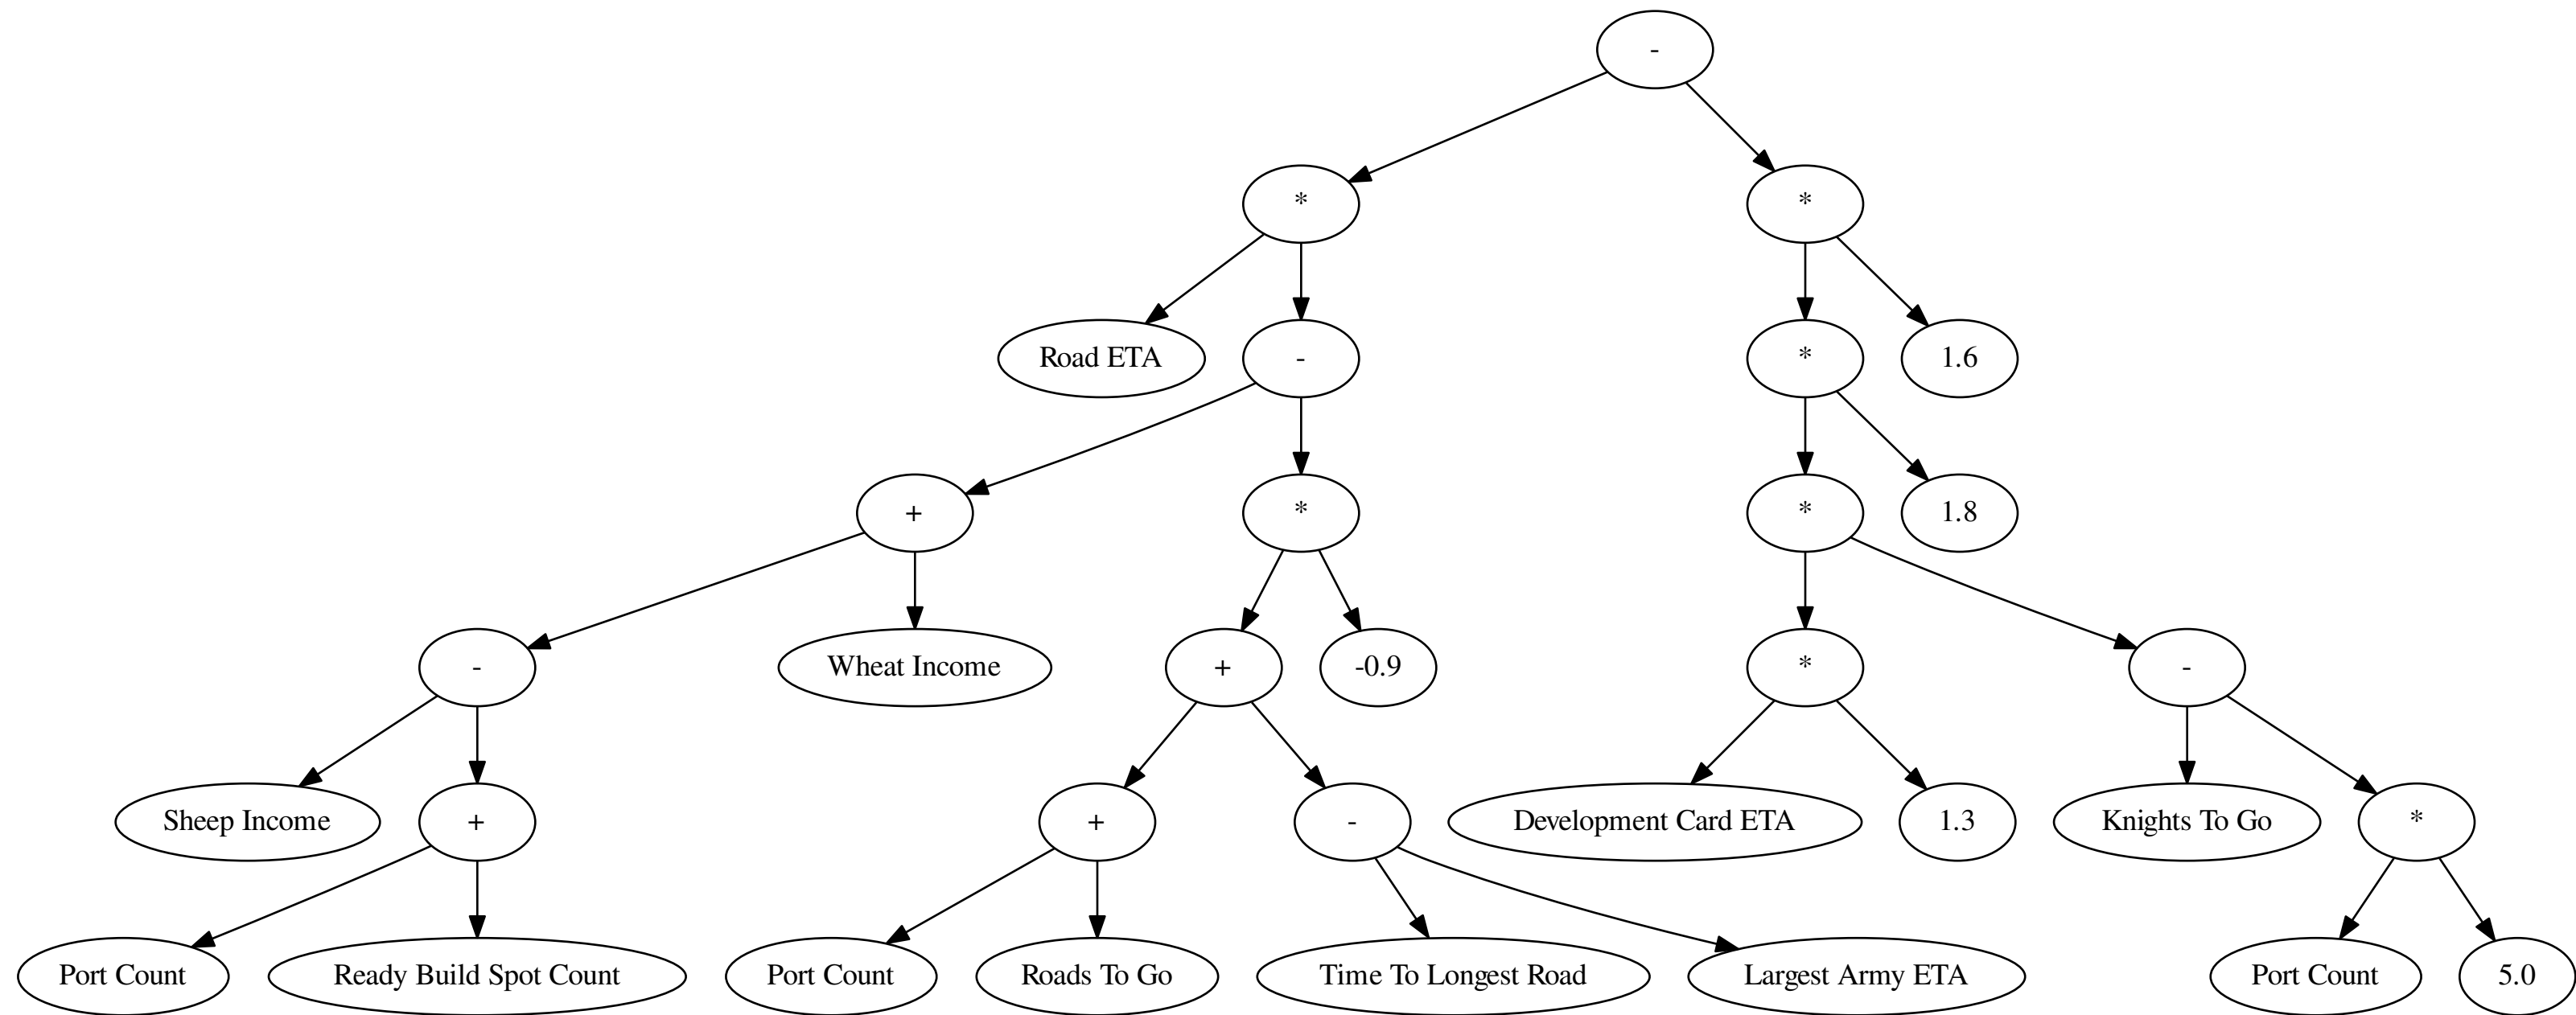 -
*
*
Road ETA
-
*
1.6
+
*
*
1.8
-
Wheat Income
+
-0.9
*
-
Sheep Income
+
+
-
Development Card ETA
1.3
Knights To Go
*
Port Count
Ready Build Spot Count
Port Count
Roads To Go
Time To Longest Road
Largest Army ETA
Port Count
5.0